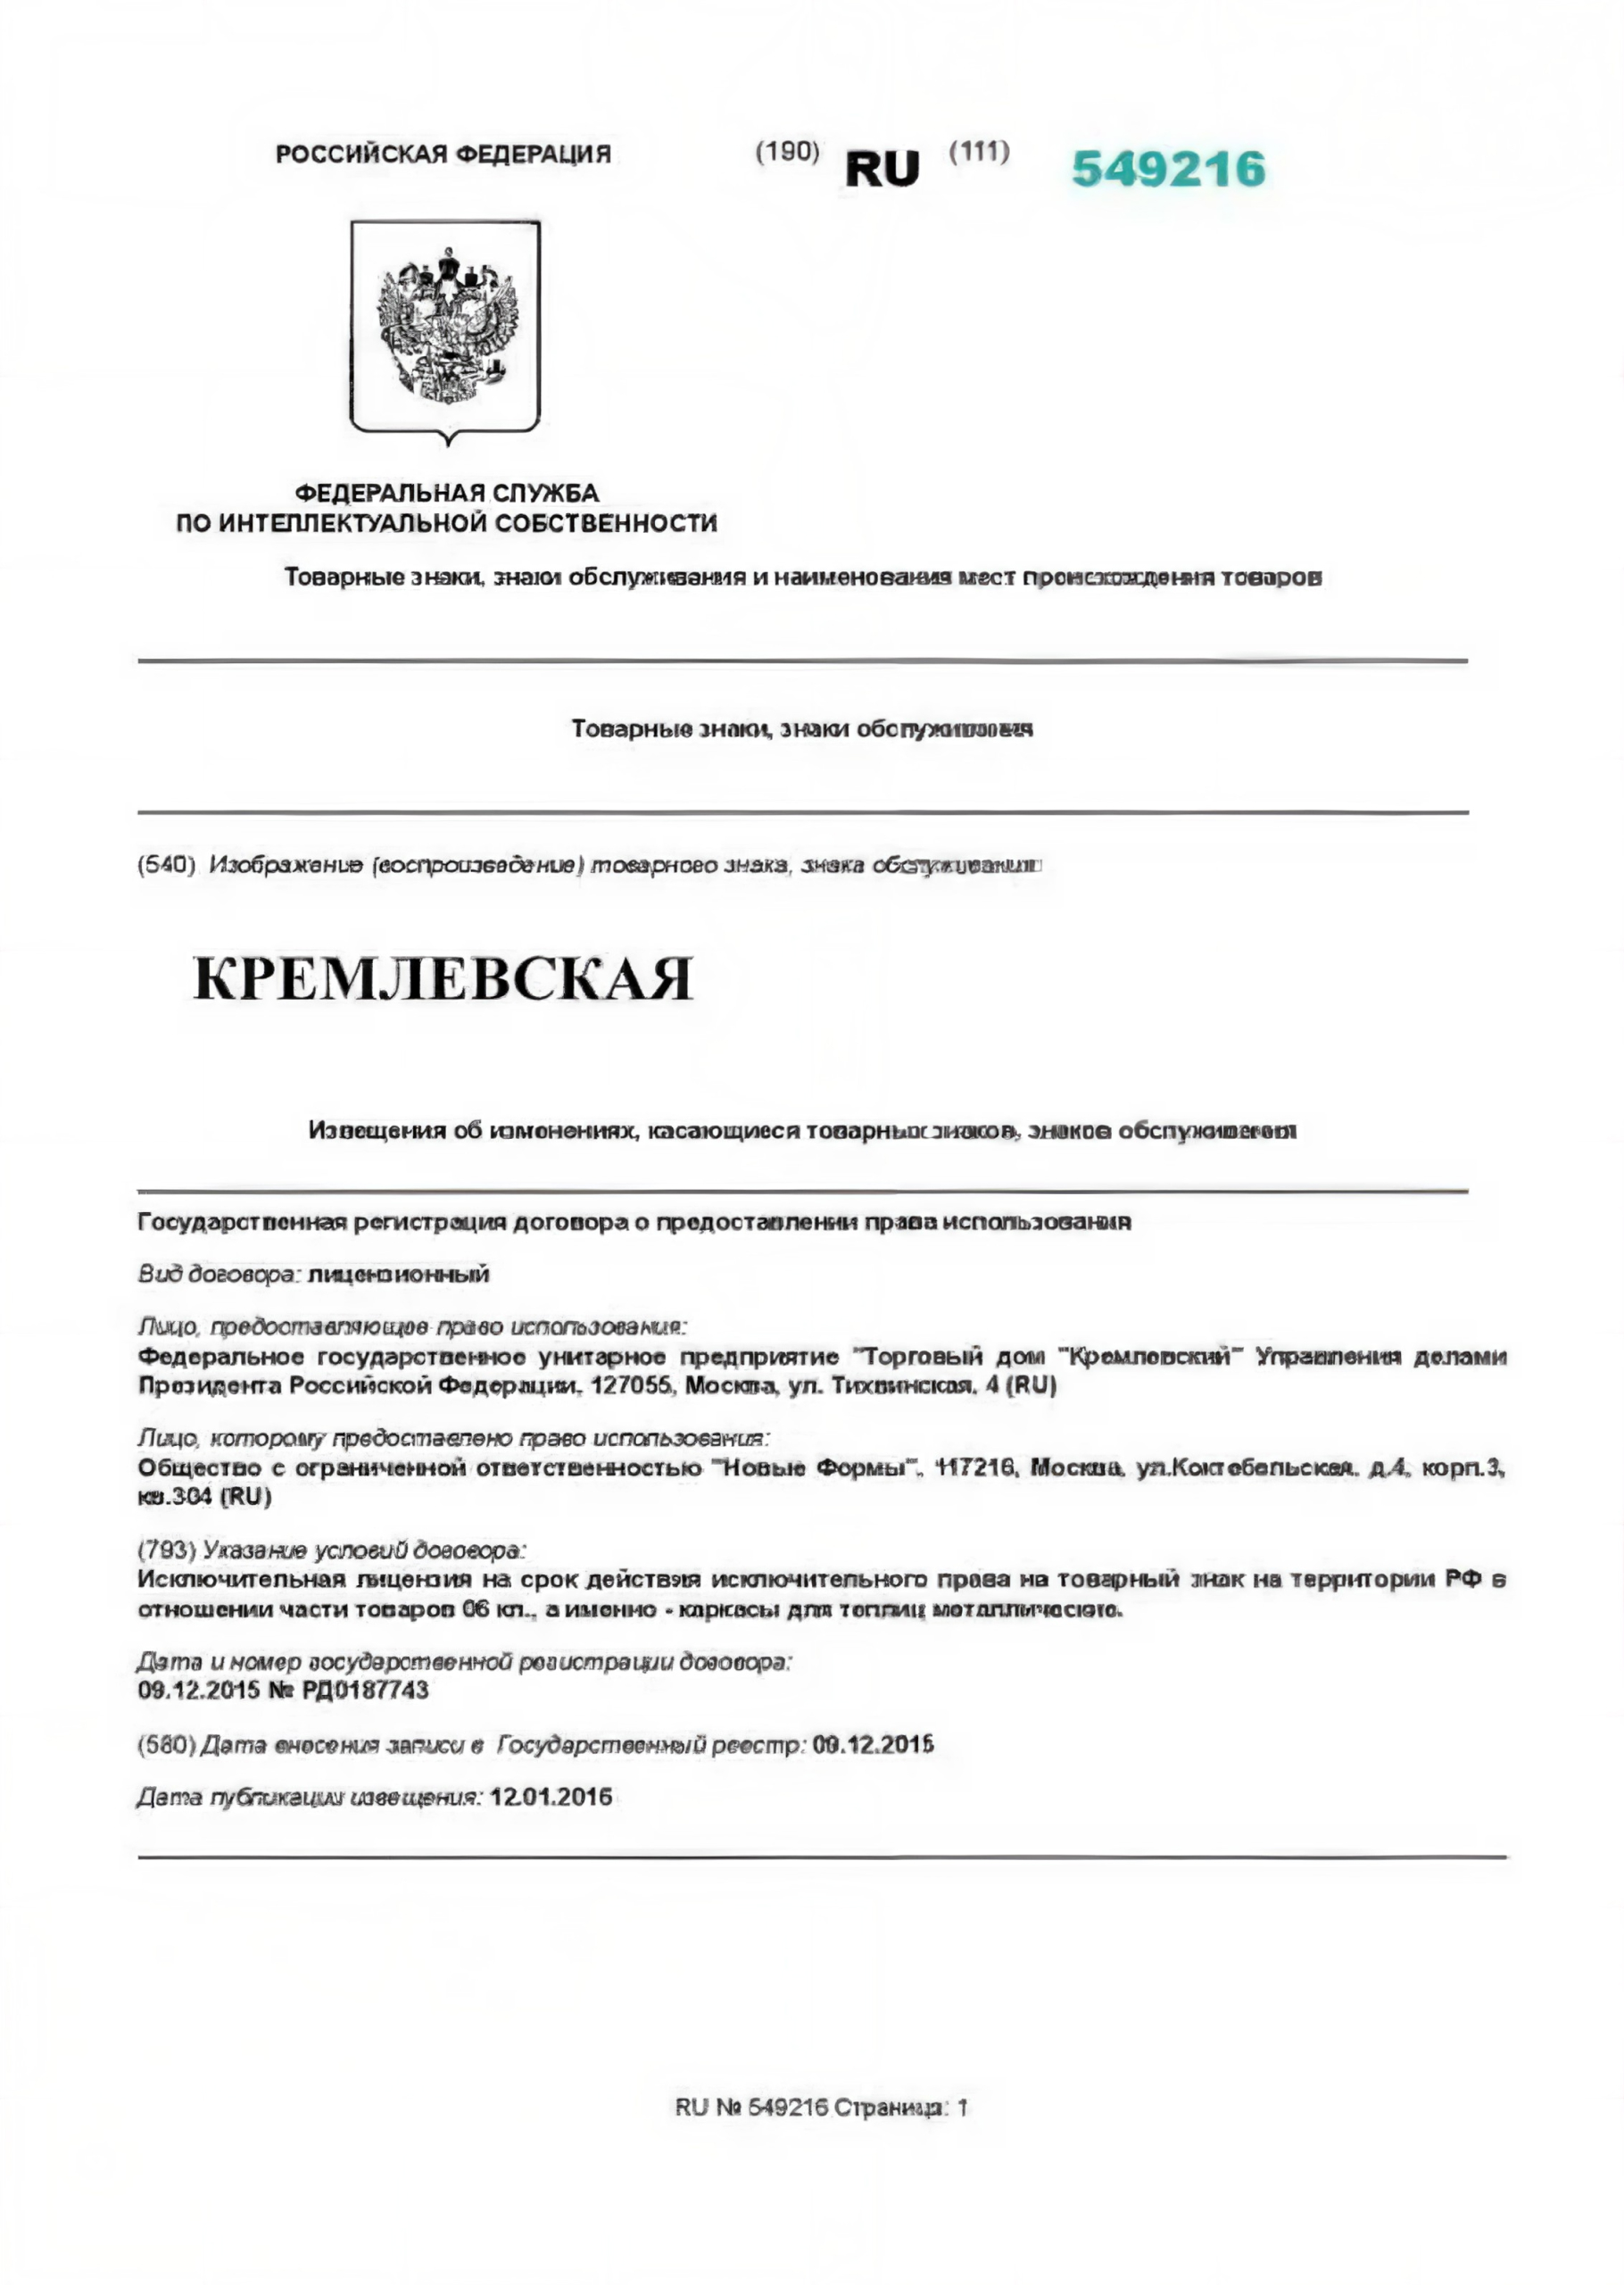 РОССИЙСКАЯ ФЕДЕРАЦИЯ
(190) RU (111) 549216
ФЕДЕРАЛЬНАЯ СЛУЖБА
ПО ИНТЕЛЛЕКТУАЛЬНОЙ СОБСТВЕННОСТИ
Товарные знаки, знаки обслуживания и наименования мест происхождения товаров
Товарные знаки, знаки обслуживания
(540) Изображение (воспроизведение) товарного знака, знака обслуживания
КРЕМЛЕВСКАЯ
Извещения об изменениях, касающиеся товарных знаков, знаков обслуживания
Государственная регистрация договора о предоставлении права использования
Вид договора: лицензионный
Лицо, предоставляющее право использования:
Федеральное государственное унитарное предприятие "Торговый дом "Кремлевский" Управления делами
Президента Российской Федерации, 127055, Москва, ул. Тихвинская, 4 (RU)
Лицо, которому предоставлено право использования:
Общество с ограниченной ответственностью "Новые Формы", 117216, Москва, ул.Коктебельская, д.4, корп.3,
кв.304 (RU)
(793) Указание условий договора:
Исключительная лицензия на срок действия исключительного права на товарный знак на территории РФ в
отношении части товаров 06 кл., а именно - каркасы для теплиц металлические.
Дата и номер государственной регистрации договора:
09.12.2015 № РД0187743
(580) Дата внесения записи в Государственный реестр: 09.12.2015
Дата публикации извещения: 12.01.2016
RU № 549216 Страница: 1